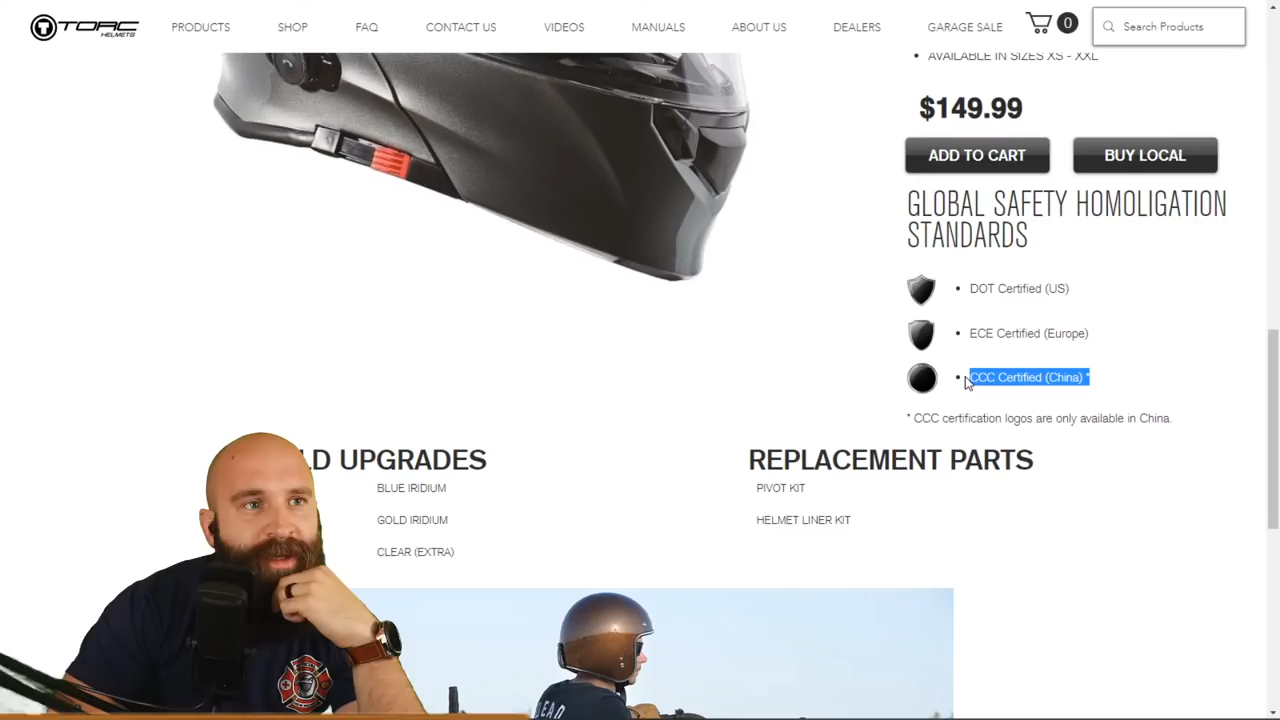 TORC
HELMETS
PRODUCTS
SHOP
FAQ
CONTACT US
VIDEOS
MANUALS
ABOUT US
DEALERS
GARAGE SALE
0
Search Products
• AVAILABLE IN SIZES XS - XXL
$149.99
ADD TO CART
BUY LOCAL
GLOBAL SAFETY HOMOLIGATION
STANDARDS
• DOT Certified (US)
• ECE Certified (Europe)
• CCC Certified (China) *
* CCC certification logos are only available in China.
LD UPGRADES
BLUE IRIDIUM
GOLD IRIDIUM
CLEAR (EXTRA)
REPLACEMENT PARTS
PIVOT KIT
HELMET LINER KIT